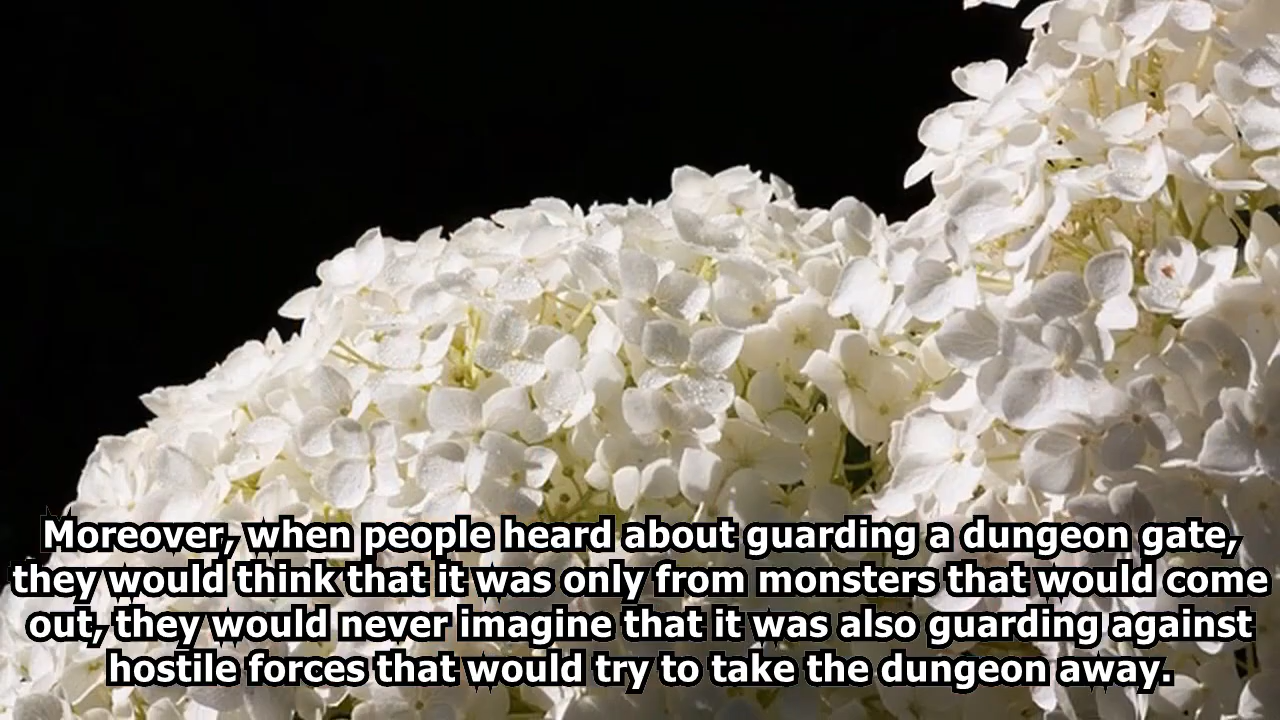 Moreover, when people heard about guarding a dungeon gate,
they would think that it was only from monsters that would come
out, they would never imagine that it was also guarding against
hostile forces that would try to take the dungeon away.